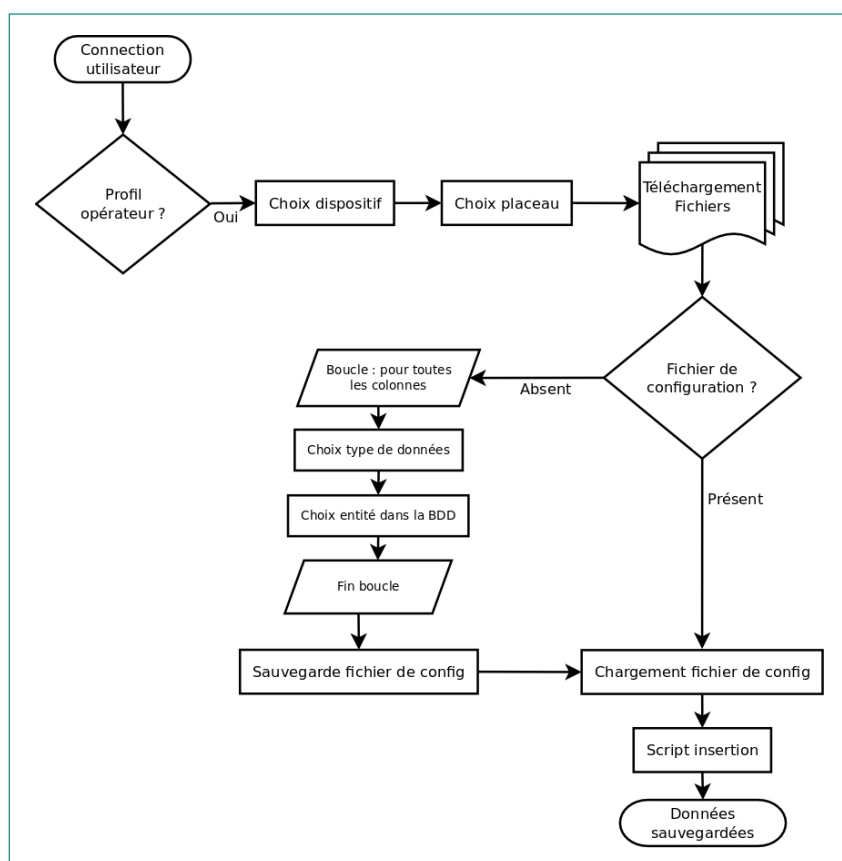 Connection
utilisateur
Profil
opérateur ?
Oui
Choix dispositif
Choix placeau
Téléchargement
Fichiers
Fichier de
configuration ?
Absent
Boucle : pour toutes
les colonnes
Choix type de données
Choix entité dans la BDD
Fin boucle
Présent
Sauvegarde fichier de config
Chargement fichier de config
Script insertion
Données
sauvegardées